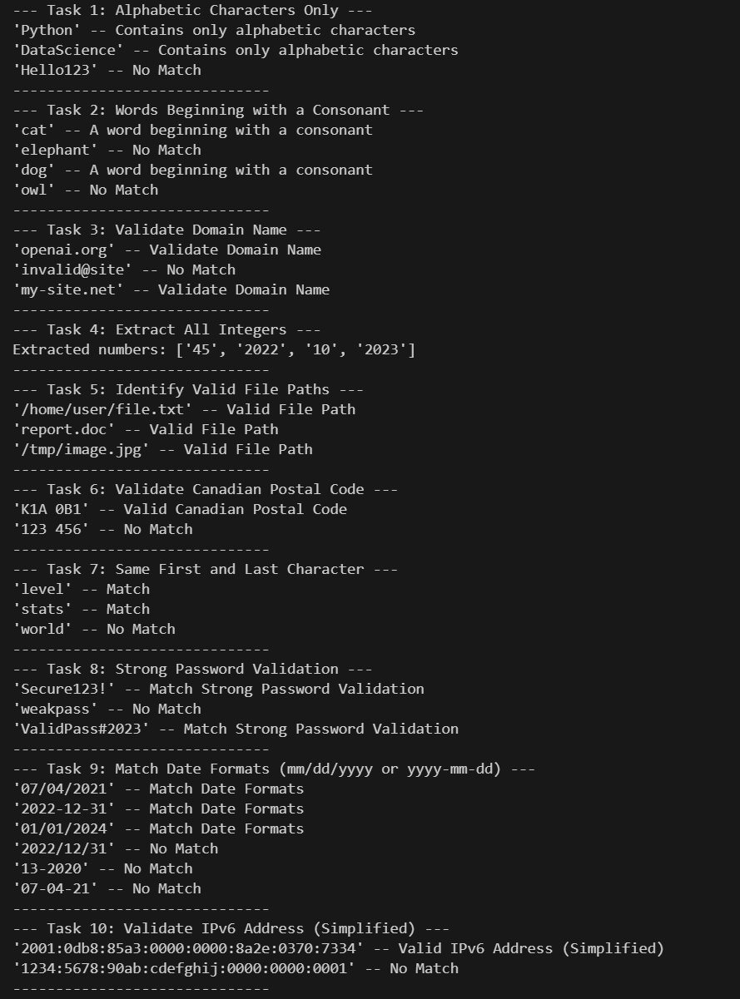 --- Task 1: Alphabetic Characters Only ---
'Python' -- Contains only alphabetic characters
'DataScience' -- Contains only alphabetic characters
'Hello123' -- No Match
------------------------------
--- Task 2: Words Beginning with a Consonant ---
'cat' -- A word beginning with a consonant
'elephant' -- No Match
'dog' -- A word beginning with a consonant
'owl' -- No Match
------------------------------
--- Task 3: Validate Domain Name ---
'openai.org' -- Validate Domain Name
'invalid@site' -- No Match
'my-site.net' -- Validate Domain Name
------------------------------
--- Task 4: Extract All Integers ---
Extracted numbers: ['45', '2022', '10', '2023']
------------------------------
--- Task 5: Identify Valid File Paths ---
'/home/user/file.txt' -- Valid File Path
'report.doc' -- Valid File Path
'/tmp/image.jpg' -- Valid File Path
------------------------------
--- Task 6: Validate Canadian Postal Code ---
'K1A 0B1' -- Valid Canadian Postal Code
'123 456' -- No Match
------------------------------
--- Task 7: Same First and Last Character ---
'level' -- Match
'stats' -- Match
'world' -- No Match
------------------------------
--- Task 8: Strong Password Validation ---
'Secure123!' -- Match Strong Password Validation
'weakpass' -- No Match
'ValidPass#2023' -- Match Strong Password Validation
------------------------------
--- Task 9: Match Date Formats (mm/dd/yyyy or yyyy-mm-dd) ---
'07/04/2021' -- Match Date Formats
'2022-12-31' -- Match Date Formats
'01/01/2024' -- Match Date Formats
'2022/12/31' -- No Match
'13-2020' -- No Match
'07-04-21' -- No Match
------------------------------
--- Task 10: Validate IPv6 Address (Simplified) ---
'2001:0db8:85a3:0000:0000:8a2e:0370:7334' -- Valid IPv6 Address (Simplified)
'1234:5678:90ab:cdefghij:0000:0000:0001' -- No Match
------------------------------